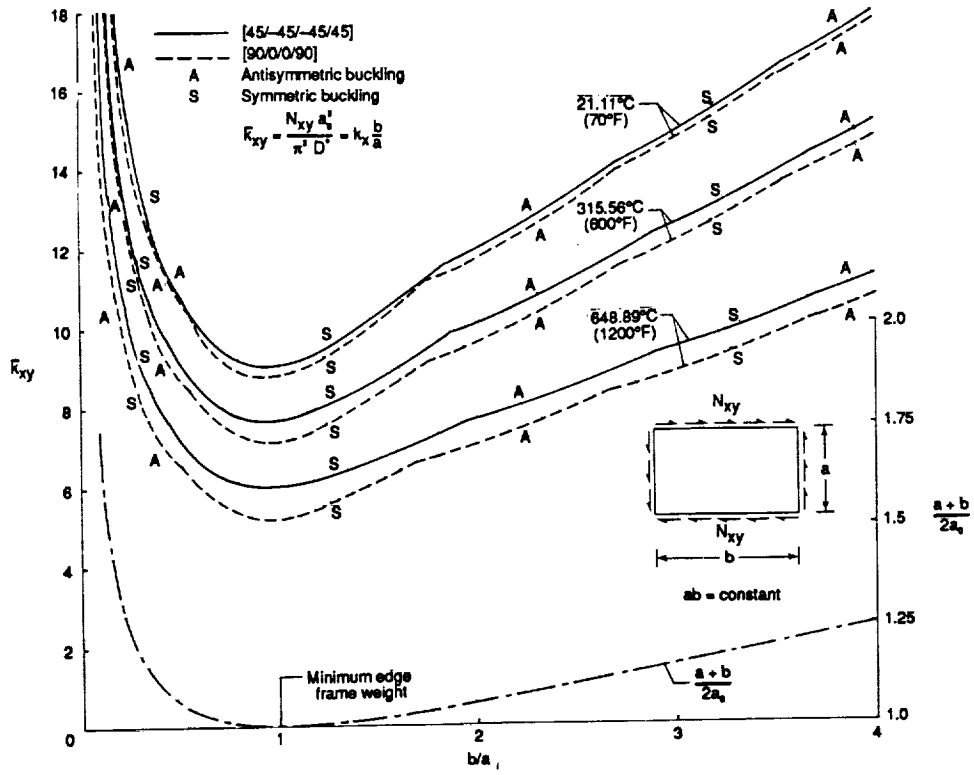 18
16
14
12
10
8
6
4
2
0
k̄xy
[45/-45/-45/45]
[90/0/0/90]
A Antisymmetric buckling
S Symmetric buckling
k̄xy = Nxy a²₀ / π² D* = kx b/a
A
A
A
A
A
S
S
21.11°C
(70°F)
A
A
S
S
315.56°C
(600°F)
A
A
S
S
648.89°C
(1200°F)
A
A
S
S
A
A
A
A
A
A
S
S
S
S
S
S
S
S
S
S
S
A
A
A
A
A
A
Nxy
a
Nxy
b
ab = constant
2.0
1.75
1.5
1.25
1.0
a + b
2a₀
Minimum edge
frame weight
a + b
2a₀
1
2
3
4
b/a